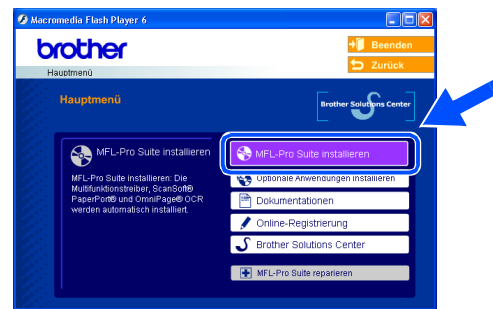 Macromedia Flash Player 6
brother
Beenden
Zurück
Hauptmenü
Hauptmenü
Brother Solutions Center
MFL-Pro Suite installieren
MFL-Pro Suite installieren: Die
Multifunktionstreiber, ScanSoft®
PaperPort® und OmniPage® OCR
werden automatisch installiert.
MFL-Pro Suite installieren
Optionale Anwendungen installieren
Dokumentationen
Online-Registrierung
Brother Solutions Center
MFL-Pro Suite reparieren